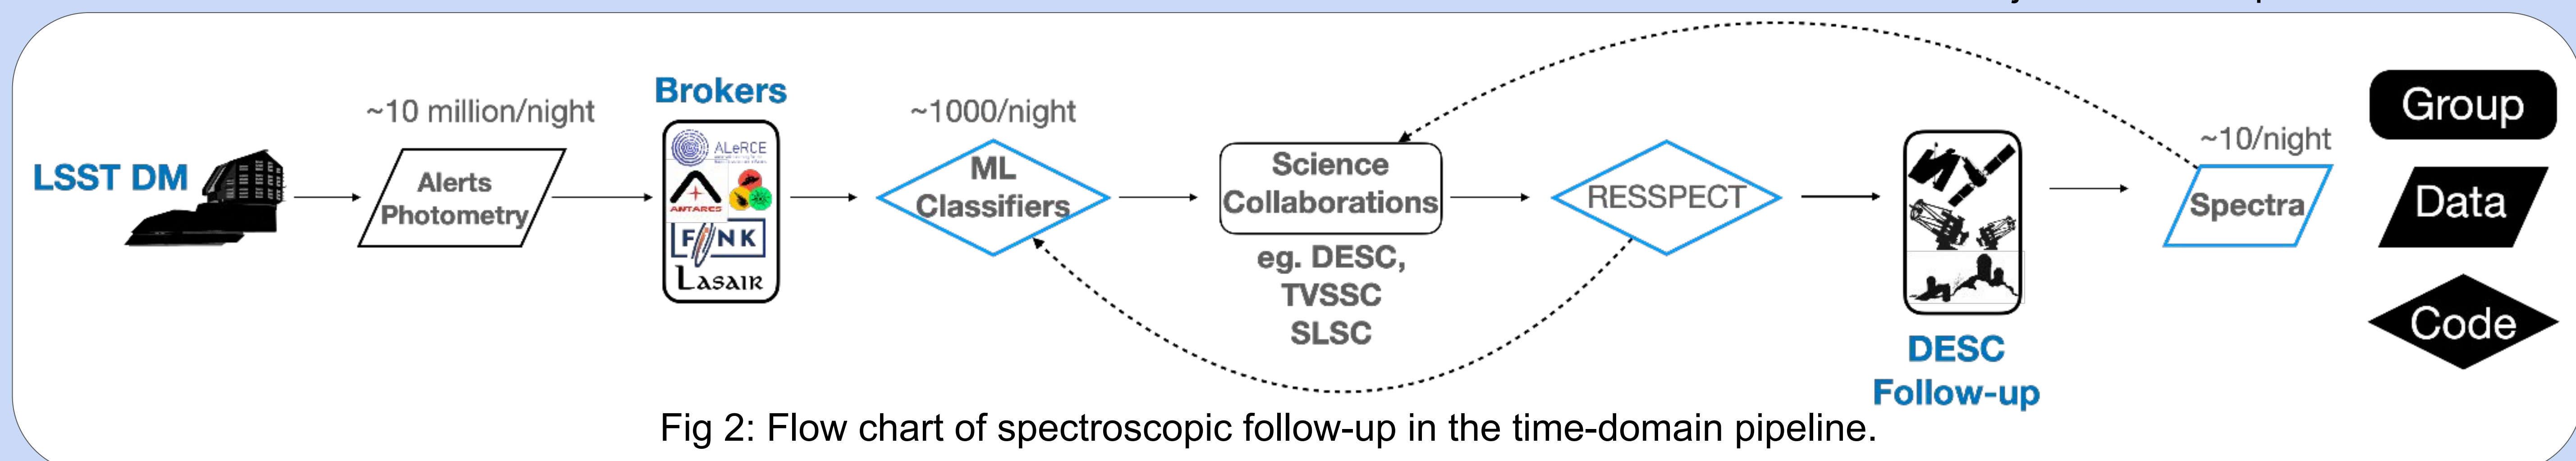 LSST DM
~10 million/night
Alerts
Photometry
Brokers
ALeRCE
ANTARES
FINK
LASAIR
~1000/night
ML
Classifiers
Science
Collaborations
eg. DESC,
TVSSC
SLSC
RESSPECT
DESC
Follow-up
~10/night
Spectra
Group
Data
Code
Fig 2: Flow chart of spectroscopic follow-up in the time-domain pipeline.